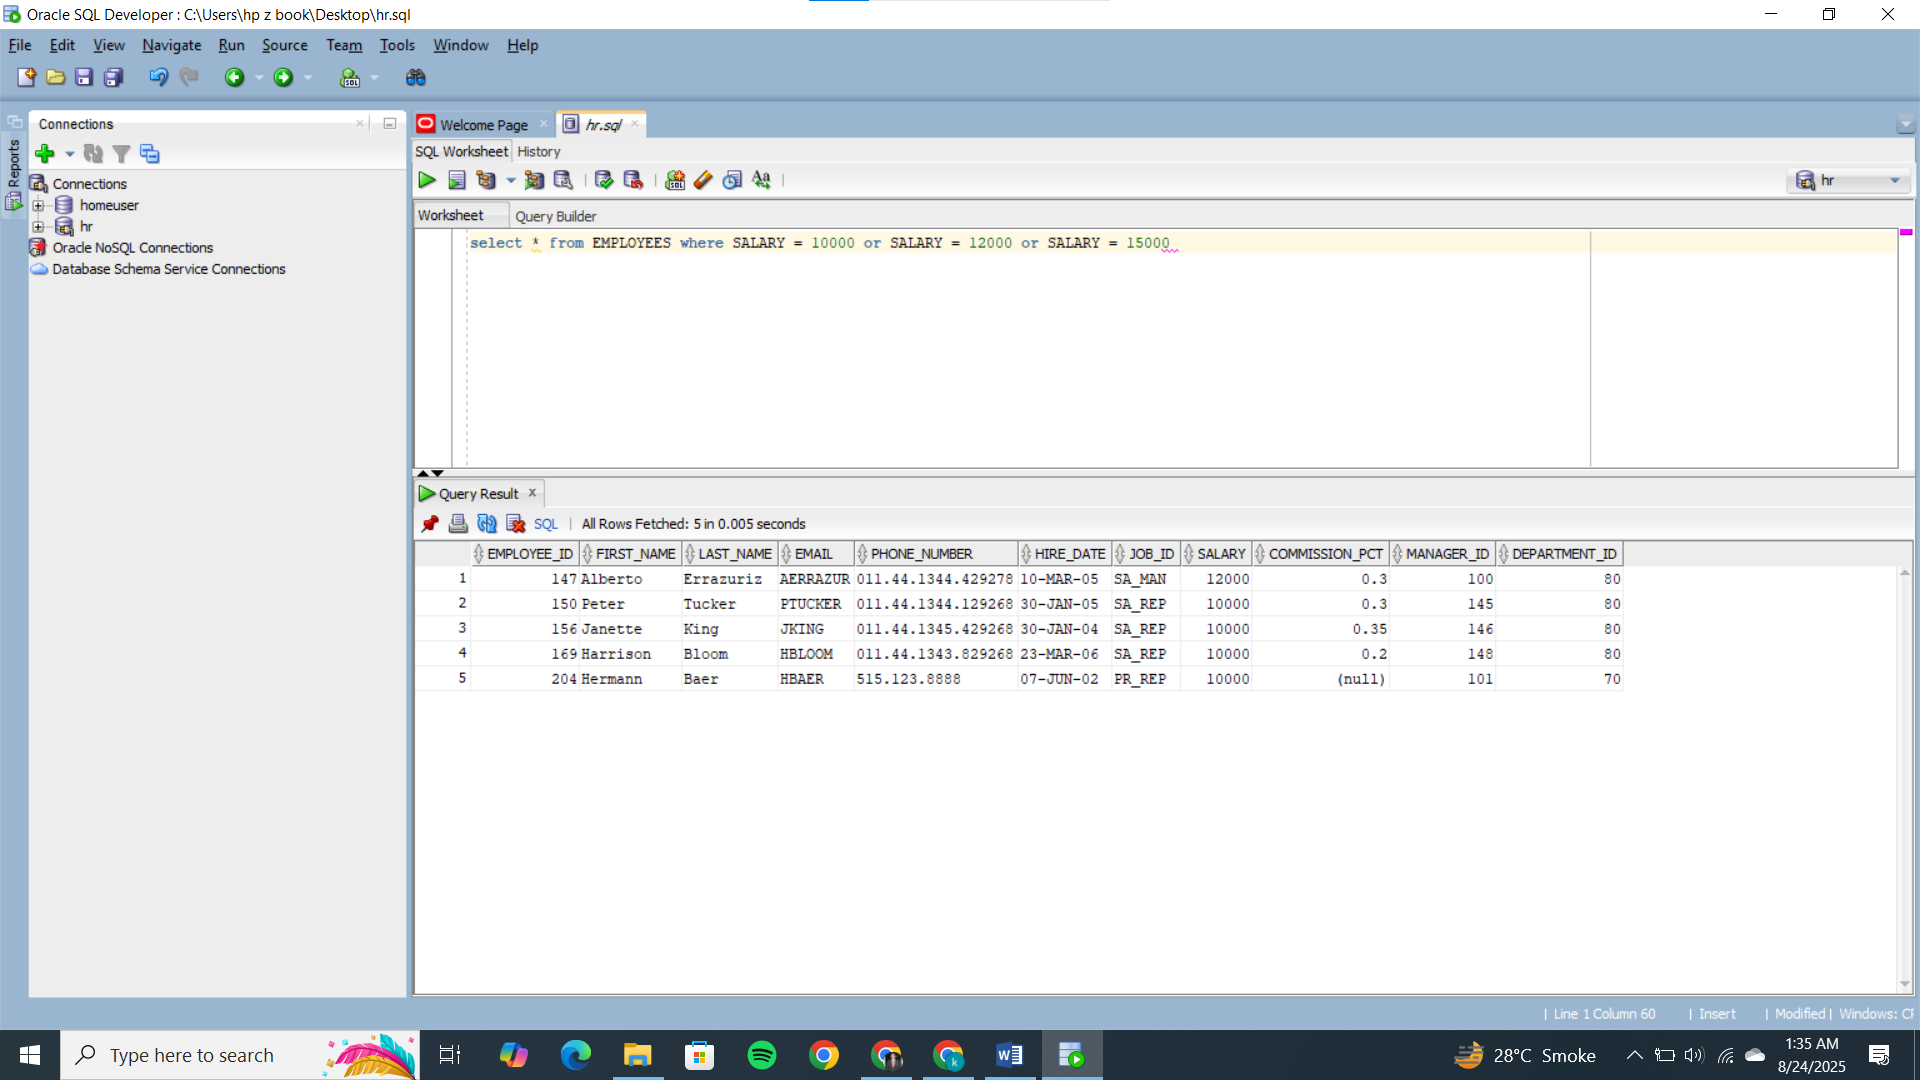 Oracle SQL Developer : C:\Users\hp z book\Desktop\hr.sql
File Edit View Navigate Run Source Team Tools Window Help
Connections
Welcome Page
hr.sql
Reports
SQL Worksheet History
Connections
homeuser
hr
Oracle NoSQL Connections
Database Schema Service Connections
hr
Worksheet Query Builder
select * from EMPLOYEES where SALARY = 10000 or SALARY = 12000 or SALARY = 15000
Query Result
SQL | All Rows Fetched: 5 in 0.005 seconds
EMPLOYEE_ID FIRST_NAME LAST_NAME EMAIL PHONE_NUMBER HIRE_DATE JOB_ID SALARY COMMISSION_PCT MANAGER_ID DEPARTMENT_ID
1 147 Alberto Errazuriz AERRAZUR 011.44.1344.429278 10-MAR-05 SA_MAN 12000 0.3 100 80
2 150 Peter Tucker PTUCKER 011.44.1344.129268 30-JAN-05 SA_REP 10000 0.3 145 80
3 156 Janette King JKING 011.44.1345.429268 30-JAN-04 SA_REP 10000 0.35 146 80
4 169 Harrison Bloom HBLOOM 011.44.1343.829268 23-MAR-06 SA_REP 10000 0.2 148 80
5 204 Hermann Baer HBAER 515.123.8888 07-JUN-02 PR_REP 10000 (null) 101 70
| Line 1 Column 60 | Insert | Modified | Windows: CF
Type here to search
28°C Smoke
1:35 AM
8/24/2025